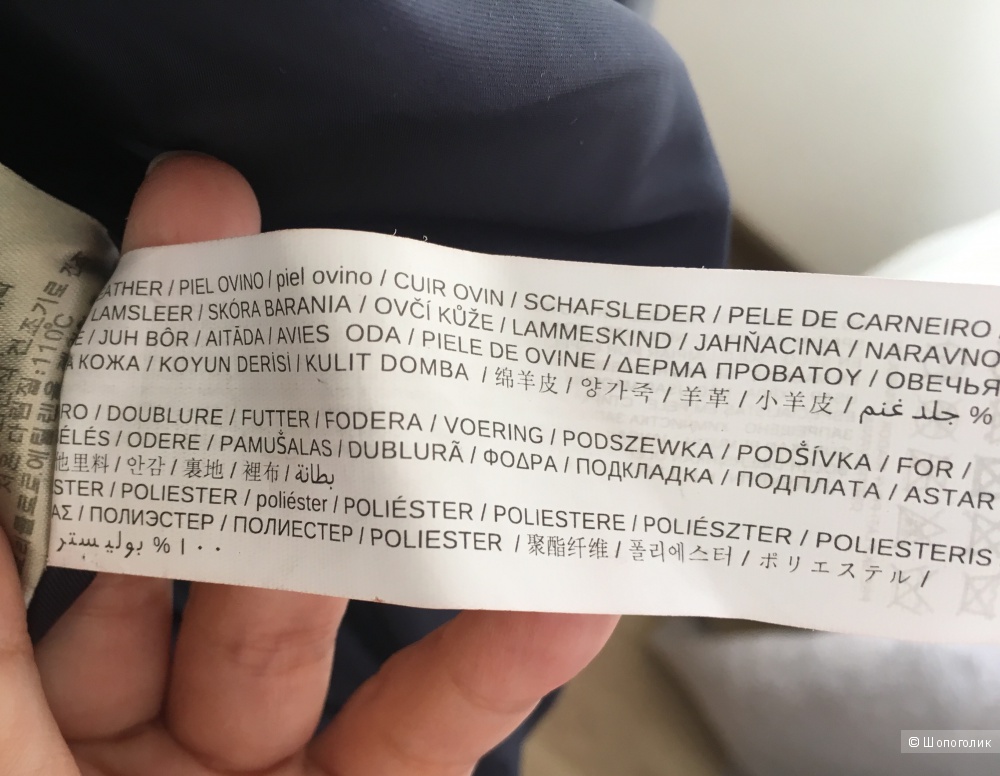 LEATHER / PIEL OVINO / piel ovino / CUIR OVIN / SCHAFSLEDER / PELE DE CARNEIRO
LAMSLEER / SKÓRA BARANIA / OVČÍ KŮŽE / LAMMESKIND / JAHŇACINA / NARAVNO
/ JUH BŐR / AITĀDA / AVIES ODA / PIELE DE OVINE / ΔΕΡΜΑ ΠΡΟΒΑΤΟΥ / ОВЕЧЬЯ
КОЖА / KOYUN DERİSİ / KULIT DOMBA / 绵羊皮 / 양가죽 / 羊革 / 小羊皮 / جلد غنم %
RO / DOUBLURE / FUTTER / FODERA / VOERING / PODSZEWKA / PODŠÍVKA / FOR /
ÉLÉS / ODERE / PAMUŠALAS / DUBLURĂ / ΦΟΔΡΑ / ПОДКЛАДКА / ПОДПЛАТА / ASTAR
里料 / 안감 / 裏地 / 裡布 / بطانة
STER / POLIESTER / poliéster / POLIÉSTER / POLIESTER / POLIESTERE / POLIÉSZTER / POLIESTERIS
ΑΣ / ПОЛИЭСТЕР / ПОЛИЕСТЕР / POLIESTER / 聚酯纤维 / 폴리에스터 / ポリエステル /
١٠٠ % بوليستر
110℃
© Шопоголик